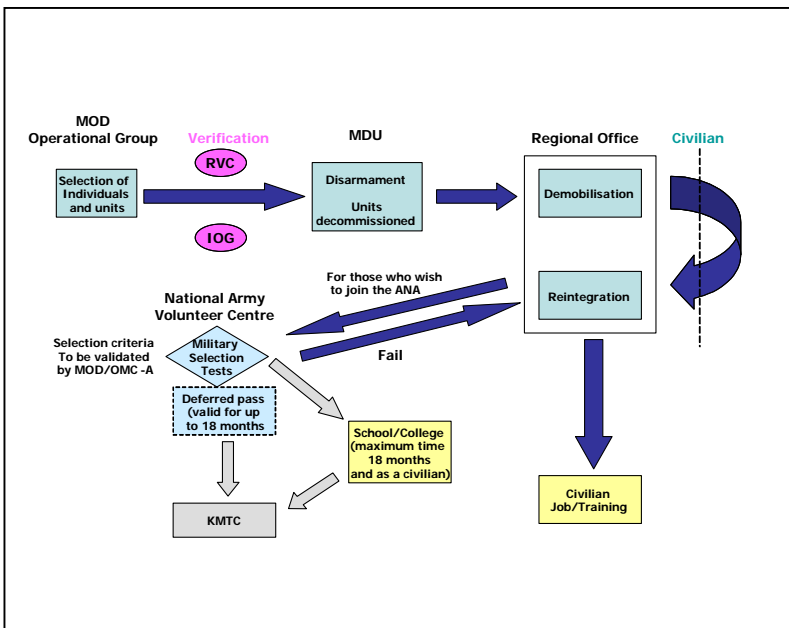 MOD
Operational Group
Verification
MDU
Regional Office
Civilian
RVC
Selection of
Individuals
and units
Disarmament
Units
decommissioned
Demobilisation
IOG
For those who wish
to join the ANA
Reintegration
National Army
Volunteer Centre
Selection criteria
To be validated
by MOD/OMC -A
Military
Selection
Tests
Fail
Deferred pass
(valid for up
to 18 months
School/College
(maximum time
18 months
and as a civilian)
KMTC
Civilian
Job/Training